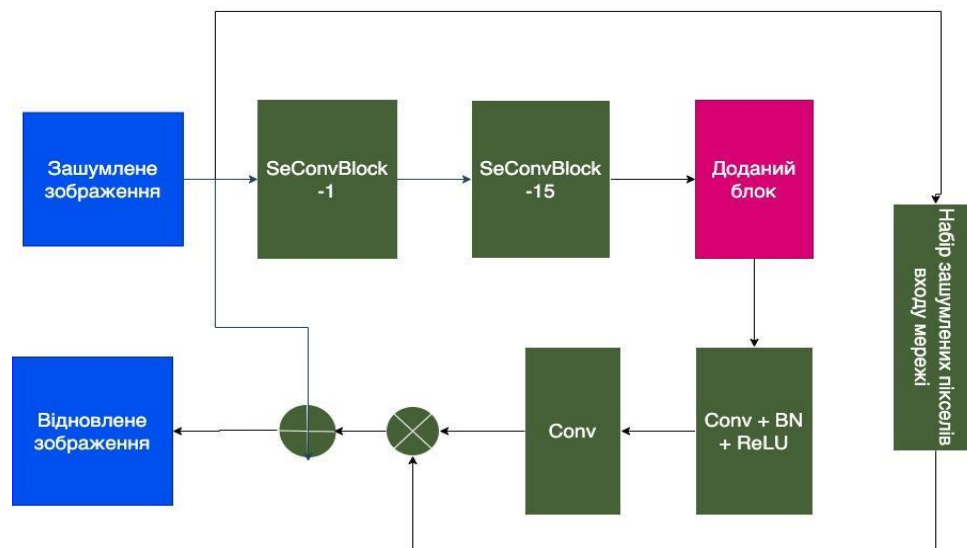 Зашумлене
зображення
SeConvBlock
-1
SeConvBlock
-15
Доданий
блок
Набір зашумлених пікселів
входу мережі
Відновлене
зображення
Conv
Conv + BN
+ ReLU